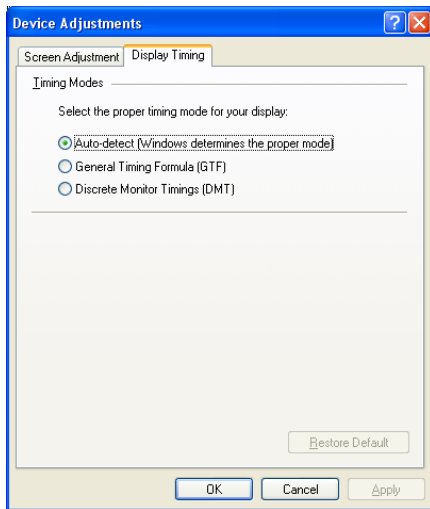 Device Adjustments
Screen Adjustment Display Timing
Timing Modes
Select the proper timing mode for your display:
Auto-detect (Windows determines the proper mode)
General Timing Formula (GTF)
Discrete Monitor Timings (DMT)
Restore Default
OK Cancel Apply